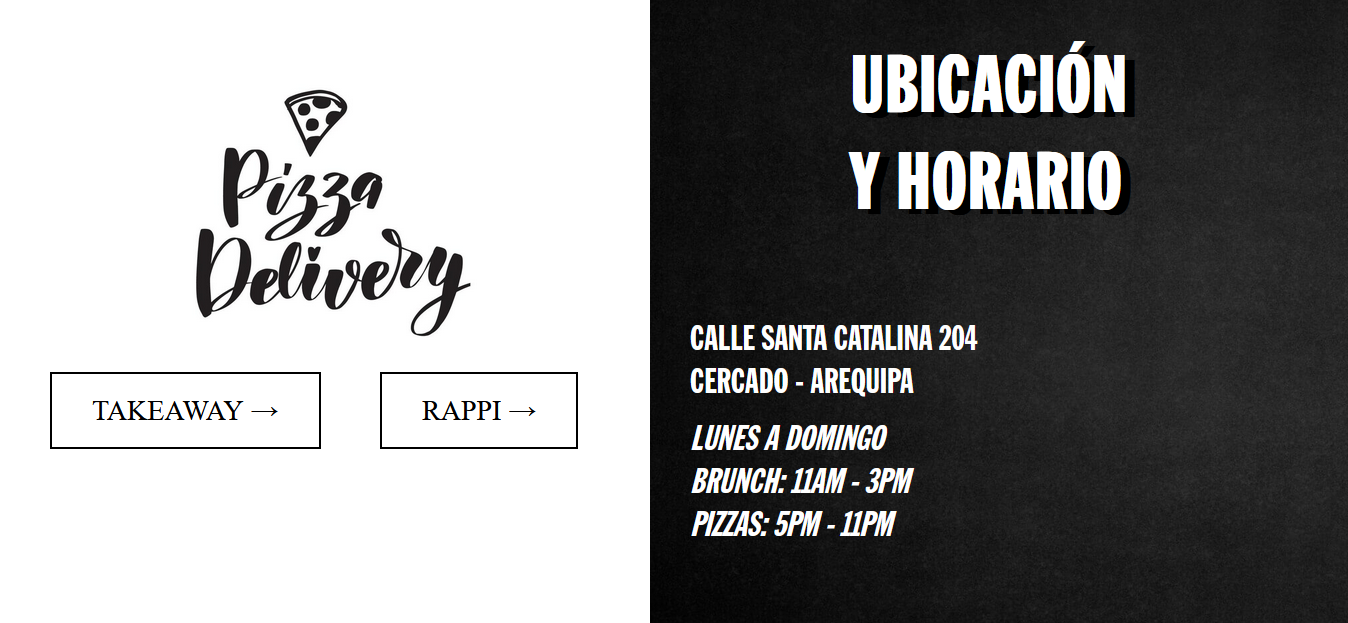 Pizza
Delivery
TAKEAWAY →
RAPPI →
UBICACIÓN
Y HORARIO
CALLE SANTA CATALINA 204
CERCADO - AREQUIPA
LUNES A DOMINGO
BRUNCH: 11AM - 3PM
PIZZAS: 5PM - 11PM